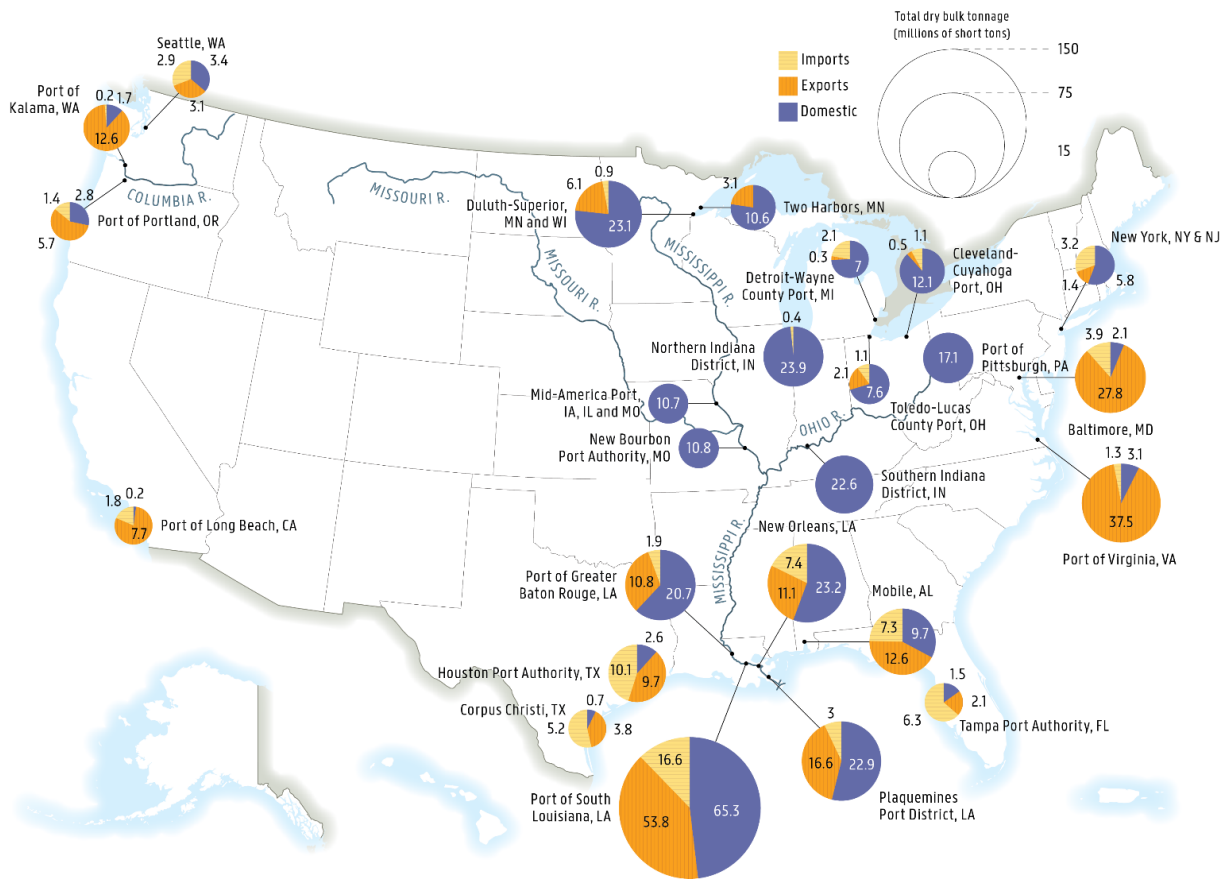 Total dry bulk tonnage
(millions of short tons)
150
75
15
Imports
Exports
Domestic
Seattle, WA
2.9
3.4
3.1
Port of
Kalama, WA
0.2
1.7
12.6
COLUMBIA R.
1.4
2.8
5.7
Port of Portland, OR
MISSOURI R.
0.9
6.1
23.1
Duluth-Superior,
MN and WI
3.1
10.6
Two Harbors, MN
MISSISSIPPI R.
MISSOURI R.
2.1
0.3
7
Detroit-Wayne
County Port, MI
0.5
1.1
12.1
Cleveland-
Cuyahoga
Port, OH
3.2
1.4
5.8
New York, NY & NJ
0.4
23.9
Northern Indiana
District, IN
1.1
2.1
7.6
Toledo-Lucas
County Port, OH
17.1
Port of
Pittsburgh, PA
3.9
2.1
27.8
Baltimore, MD
Mid-America Port,
IA, IL and MO
10.7
New Bourbon
Port Authority, MO
10.8
OHIO R.
22.6
Southern Indiana
District, IN
1.3
3.1
37.5
Port of Virginia, VA
1.8
0.2
7.7
Port of Long Beach, CA
MISSISSIPPI R.
1.9
10.8
20.7
Port of Greater
Baton Rouge, LA
New Orleans, LA
7.4
23.2
11.1
Mobile, AL
7.3
9.7
12.6
Houston Port Authority, TX
2.6
10.1
9.7
Corpus Christi, TX
0.7
5.2
3.8
1.5
2.1
6.3
Tampa Port Authority, FL
16.6
65.3
53.8
Port of South
Louisiana, LA
3
16.6
22.9
Plaquemines
Port District, LA